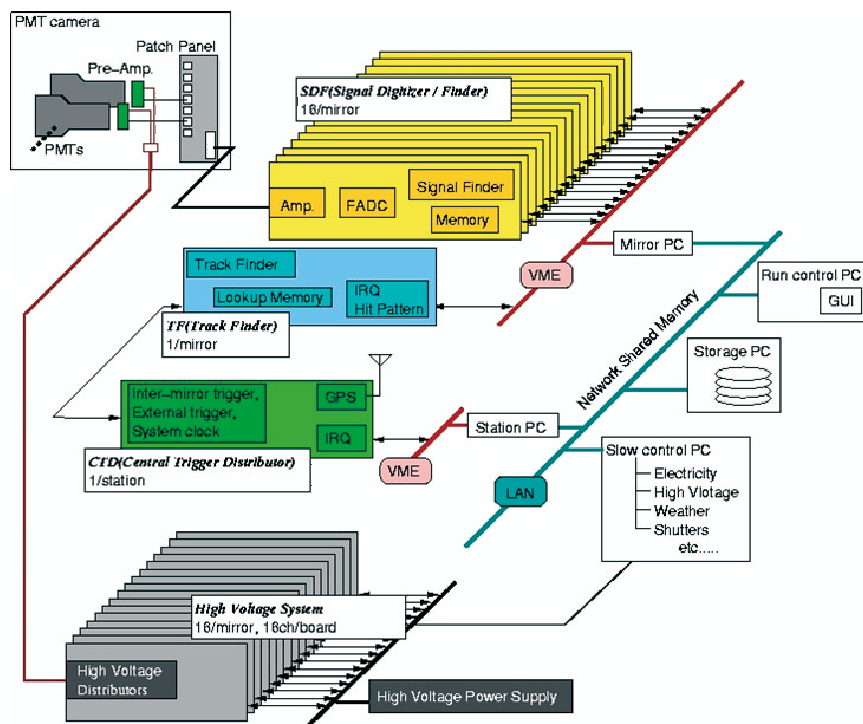 PMT camera
Patch Panel
Pre-Amp.
PMTs
SDF(Signal Digitizer / Finder)
16/mirror
Signal Finder
Amp.
FADC
Memory
Mirror PC
VME
Track Finder
Lookup Memory
IRQ
Hit Pattern
TF(Track Finder)
1/mirror
Run control PC
GUI
Network Shared Memory
Storage PC
Inter-mirror trigger,
External trigger,
System clock
GPS
IRQ
CTD(Central Trigger Distributor)
1/station
VME
Station PC
LAN
Slow control PC
Electricity
High Vlotage
Weather
Shutters
etc.....
High Voltage System
16/mirror, 16ch/board
High Voltage
Distributors
High Voltage Power Supply